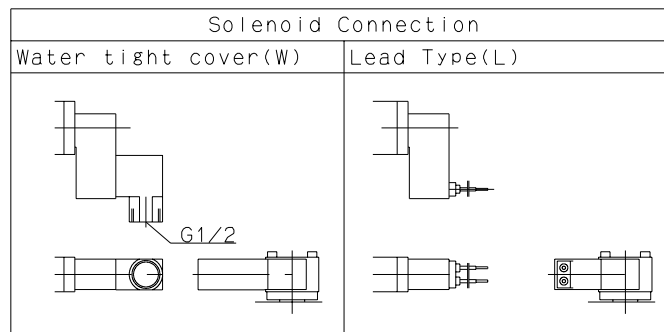 Solenoid Connection
Water tight cover(W)
Lead Type(L)
G1/2